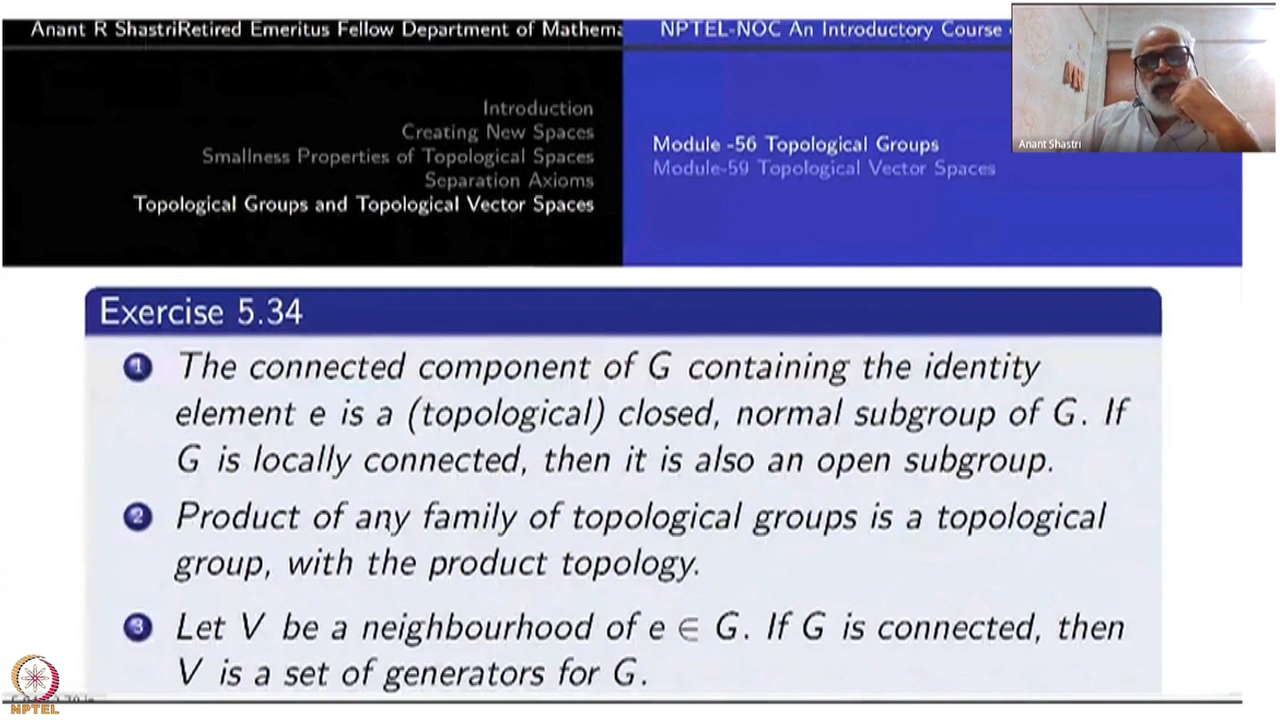 Anant R ShastriRetired Emeritus Fellow Department of Mathema
NPTEL-NOC An Introductory Course
Introduction
Creating New Spaces
Smallness Properties of Topological Spaces
Separation Axioms
Topological Groups and Topological Vector Spaces
Module -56 Topological Groups
Module-59 Topological Vector Spaces
Anant Shastri
Exercise 5.34
1 The connected component of G containing the identity
element e is a (topological) closed, normal subgroup of G. If
G is locally connected, then it is also an open subgroup.
2 Product of any family of topological groups is a topological
group, with the product topology.
3 Let V be a neighbourhood of e ∈ G. If G is connected, then
V is a set of generators for G.
NPTEL